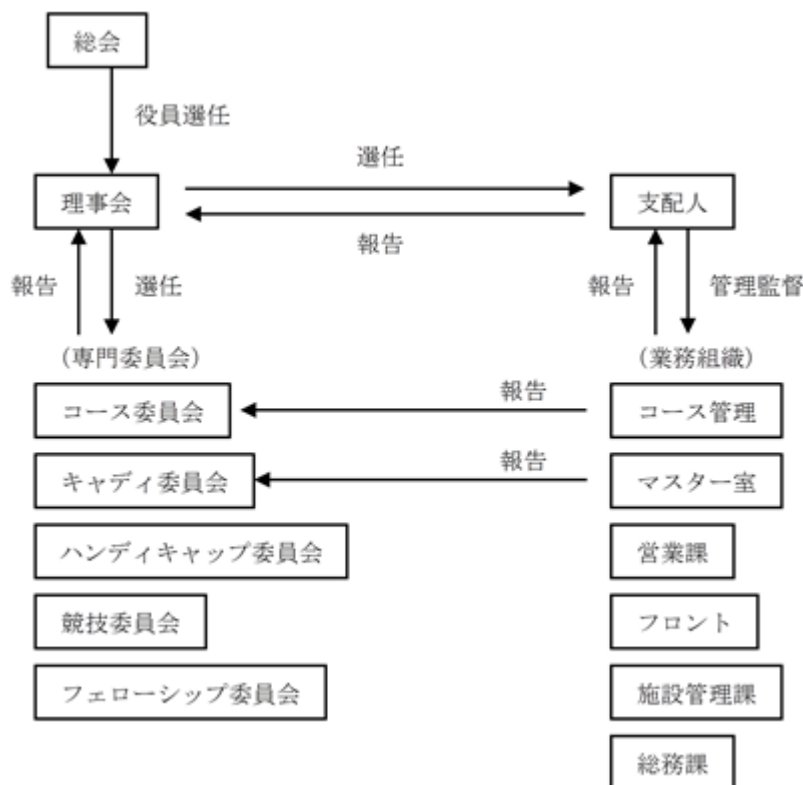 総会
役員選任
選任
理事会
支配人
報告
報告
選任
報告
管理監督
(専門委員会)
(業務組織)
コース委員会
報告
コース管理
キャディ委員会
報告
マスター室
ハンディキャップ委員会
営業課
競技委員会
フロント
フェローシップ委員会
施設管理課
総務課